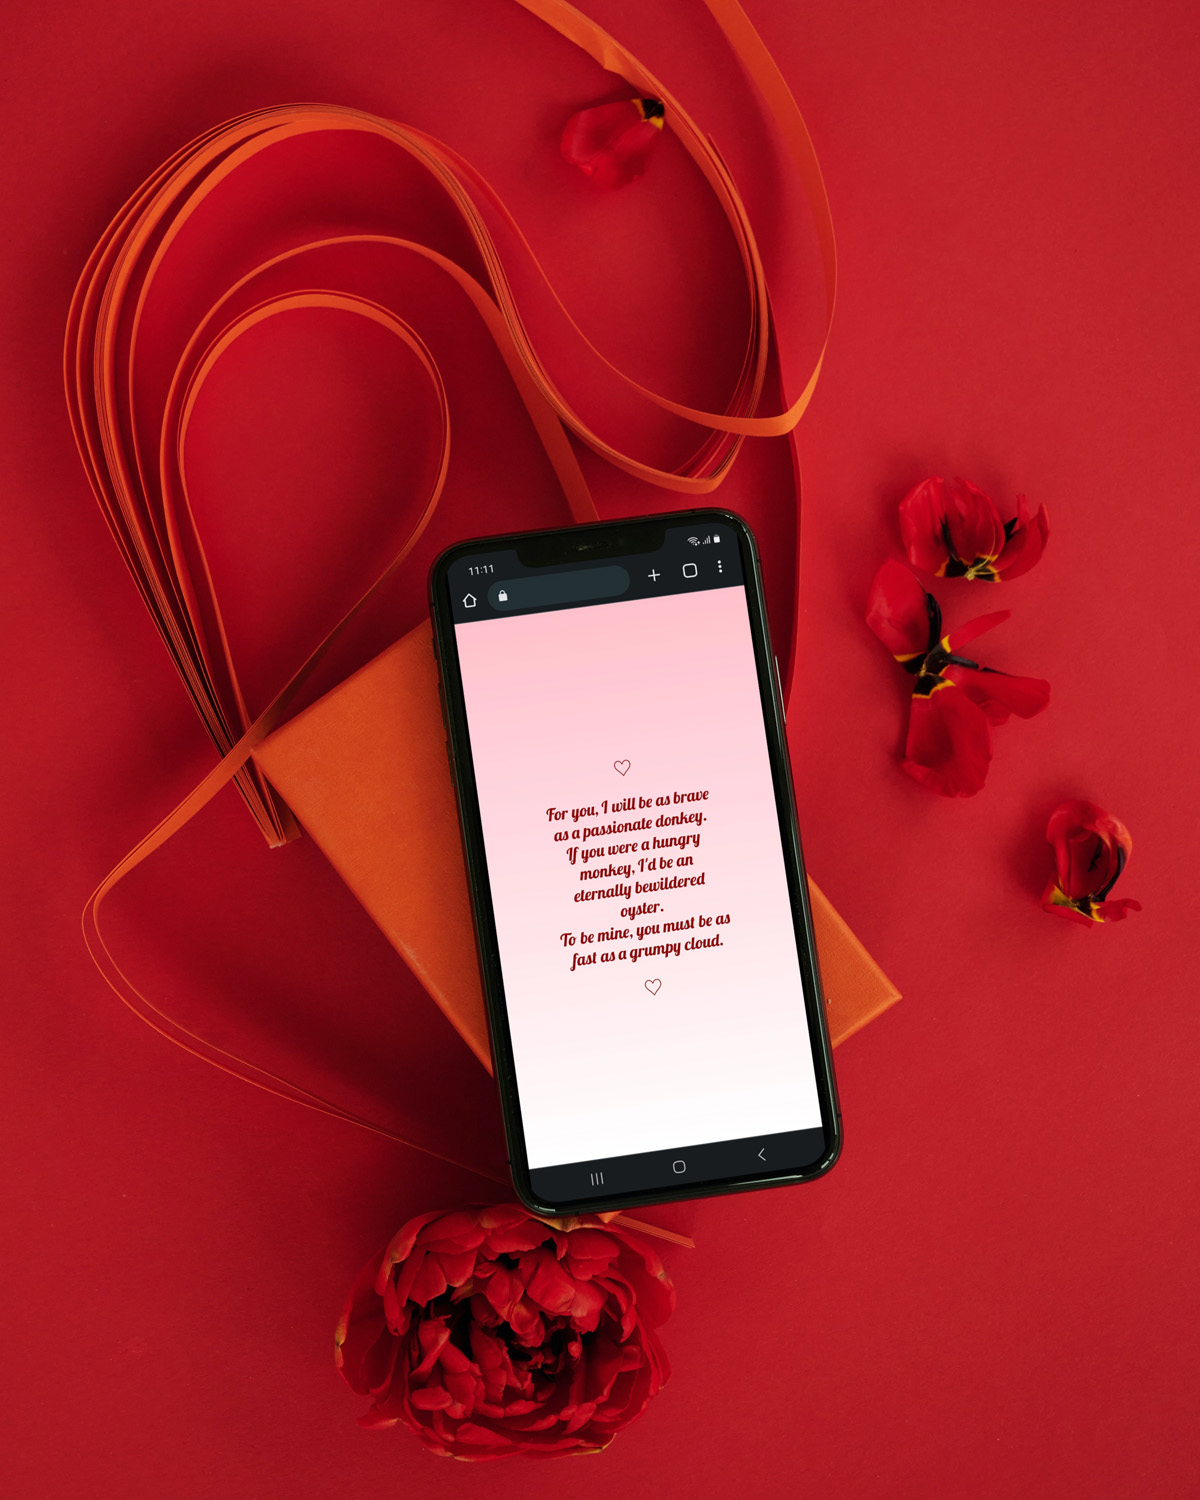 11:11
For you, I will be as brave
as a passionate donkey.
If you were a hungry
monkey, I'd be an
eternally bewildered
oyster.
To be mine, you must be as
fast as a grumpy cloud.